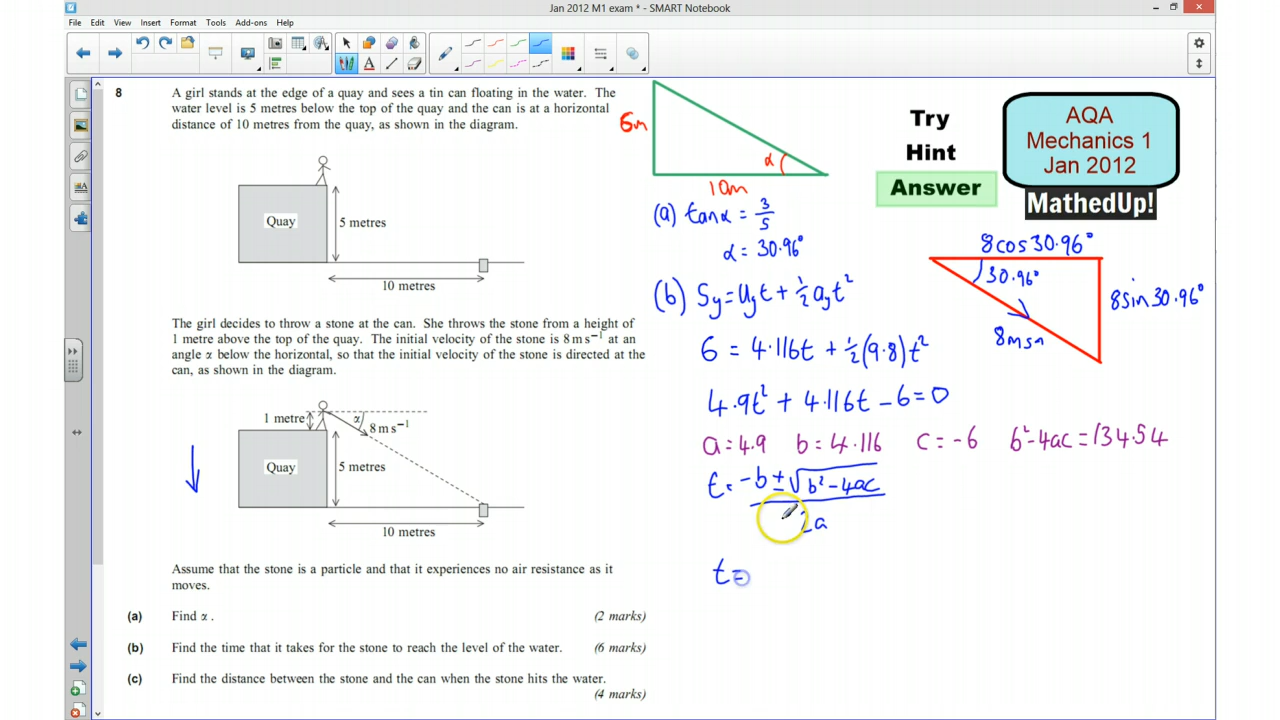 Jan 2012 M1 exam * - SMART Notebook
File Edit View Insert Format Tools Add-ons Help
8 A girl stands at the edge of a quay and sees a tin can floating in the water. The
water level is 5 metres below the top of the quay and the can is at a horizontal
distance of 10 metres from the quay, as shown in the diagram.
Quay
5 metres
10 metres
The girl decides to throw a stone at the can. She throws the stone from a height of
1 metre above the top of the quay. The initial velocity of the stone is 8 m s⁻¹ at an
angle α below the horizontal, so that the initial velocity of the stone is directed at the
can, as shown in the diagram.
1 metre
α
8 m s⁻¹
Quay
5 metres
10 metres
Assume that the stone is a particle and that it experiences no air resistance as it
moves.
(a) Find α . (2 marks)
(b) Find the time that it takes for the stone to reach the level of the water. (6 marks)
(c) Find the distance between the stone and the can when the stone hits the water.
(4 marks)
6m
α
10m
(a) tanα = 3/5
α = 30.96°
(b) Sy = uyt + ½ayt²
6 = 4.116t + ½(9.8)t²
4.9t² + 4.116t - 6 = 0
a = 4.9 b = 4.116 c = -6 b²-4ac = 134.54
t = -b ± √b² - 4ac
2a
t =
Try
Hint
Answer
AQA
Mechanics 1
Jan 2012
MathedUp!
8cos30.96°
30.96°
8sin30.96°
8ms⁻¹